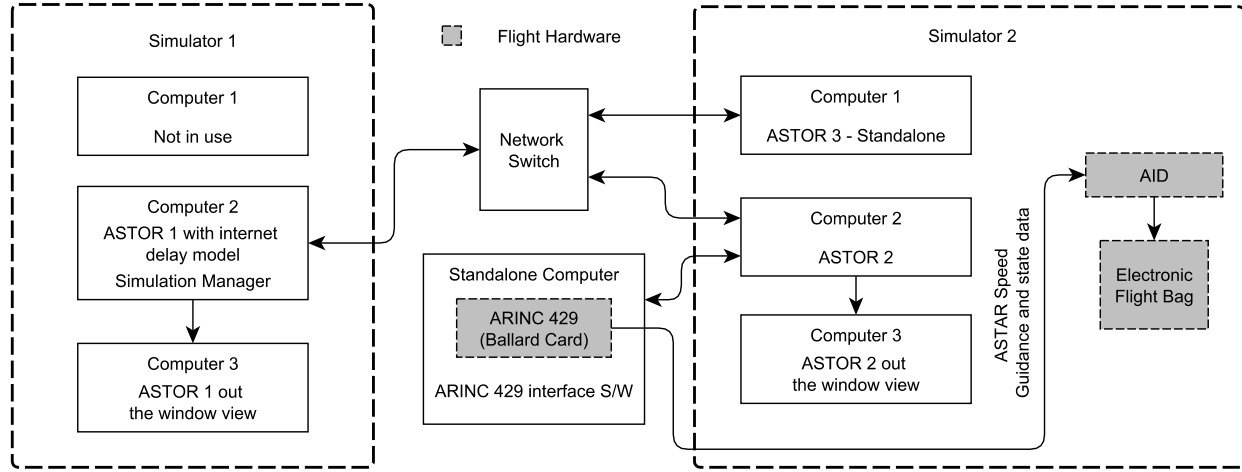 Simulator 1
Computer 1
Not in use
Computer 2
ASTOR 1 with internet
delay model
Simulation Manager
Computer 3
ASTOR 1 out
the window view
Flight Hardware
Network
Switch
Standalone Computer
ARINC 429
(Ballard Card)
ARINC 429 interface S/W
Simulator 2
Computer 1
ASTOR 3 - Standalone
Computer 2
ASTOR 2
Computer 3
ASTOR 2 out
the window view
ASTAR Speed
Guidance and state data
AID
Electronic
Flight Bag